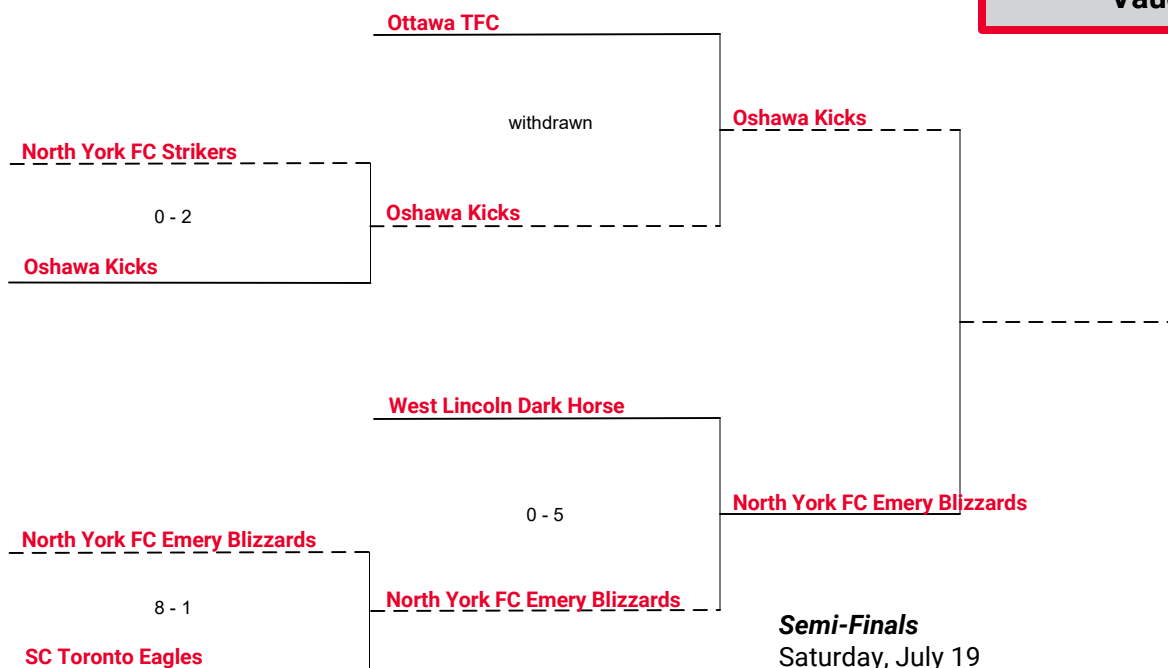 Ottawa TFC
withdrawn
Oshawa Kicks
North York FC Strikers
0 - 2
Oshawa Kicks
Oshawa Kicks
West Lincoln Dark Horse
0 - 5
North York FC Emery Blizzards
North York FC Emery Blizzards
8 - 1
North York FC Emery Blizzards
SC Toronto Eagles
Semi-Finals
Saturday, July 19